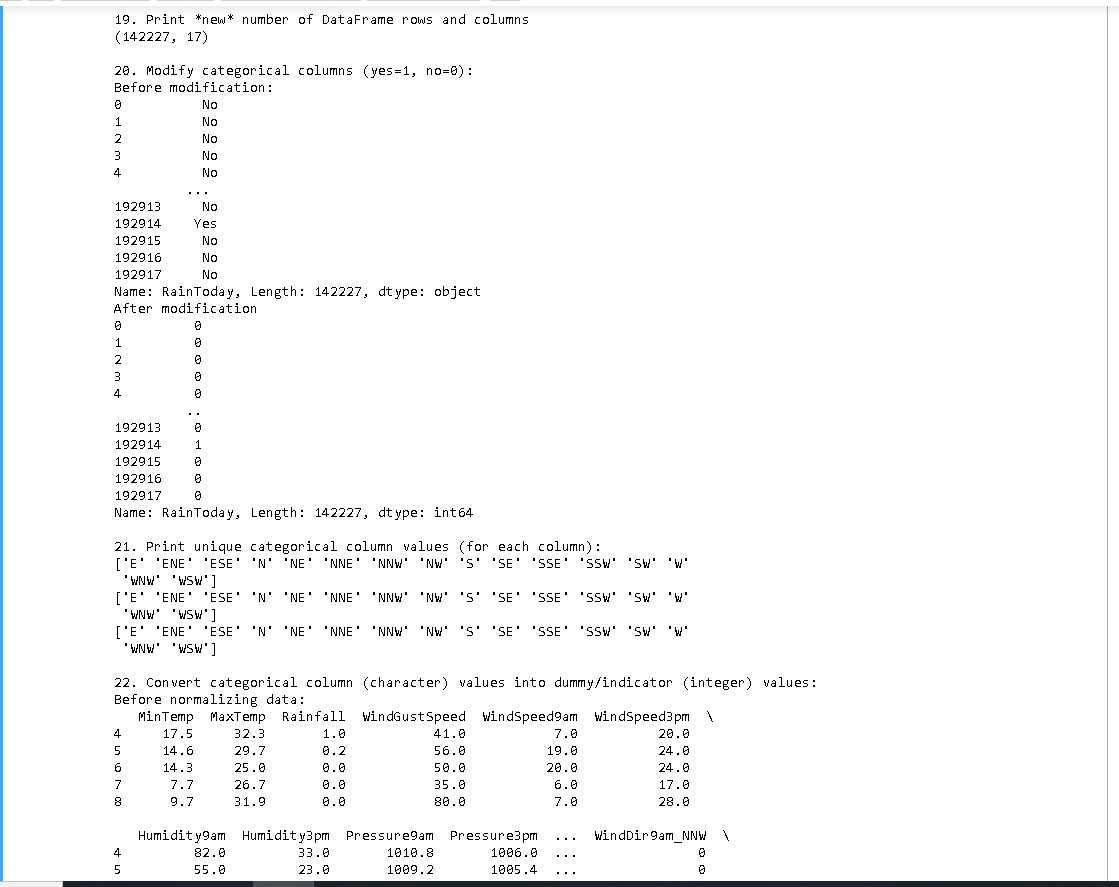 19. Print *new* number of DataFrame rows and columns
(142227, 17)
20. Modify categorical columns (yes=1, no=0):
Before modification:
0          No
1          No
2          No
3          No
4          No
...
192913     No
192914    Yes
192915     No
192916     No
192917     No
Name: RainToday, Length: 142227, dtype: object
After modification
0         0
1         0
2         0
3         0
4         0
..
192913    0
192914    1
192915    0
192916    0
192917    0
Name: RainToday, Length: 142227, dtype: int64
21. Print unique categorical column values (for each column):
['E' 'ENE' 'ESE' 'N' 'NE' 'NNE' 'NNW' 'NW' 'S' 'SE' 'SSE' 'SSW' 'SW' 'W'
'WNW' 'WSW']
['E' 'ENE' 'ESE' 'N' 'NE' 'NNE' 'NNW' 'NW' 'S' 'SE' 'SSE' 'SSW' 'SW' 'W'
'WNW' 'WSW']
['E' 'ENE' 'ESE' 'N' 'NE' 'NNE' 'NNW' 'NW' 'S' 'SE' 'SSE' 'SSW' 'SW' 'W'
'WNW' 'WSW']
22. Convert categorical column (character) values into dummy/indicator (integer) values:
Before normalizing data:
MinTemp  MaxTemp  Rainfall  WindGustSpeed  WindSpeed9am  WindSpeed3pm  \
4     17.5     32.3       1.0           41.0           7.0          20.0
5     14.6     29.7       0.2           56.0          19.0          24.0
6     14.3     25.0       0.0           50.0          20.0          24.0
7      7.7     26.7       0.0           35.0           6.0          17.0
8      9.7     31.9       0.0           80.0           7.0          28.0
Humidity9am  Humidity3pm  Pressure9am  Pressure3pm  ...  WindDir9am_NNW  \
4         82.0         33.0       1010.8       1006.0  ...               0
5         55.0         23.0       1009.2       1005.4  ...               0